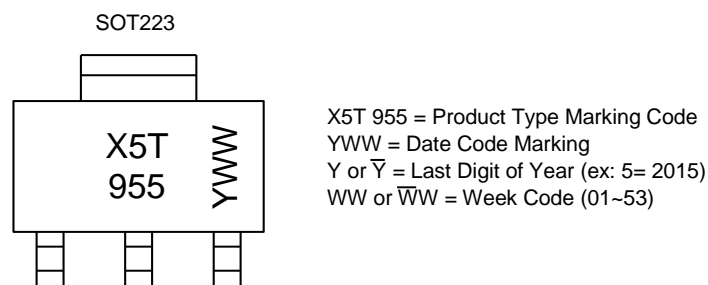 SOT223
X5T
955
YWW
X5T 955 = Product Type Marking Code
YWW = Date Code Marking
Y or Y̅ = Last Digit of Year (ex: 5= 2015)
WW or W̅W = Week Code (01~53)